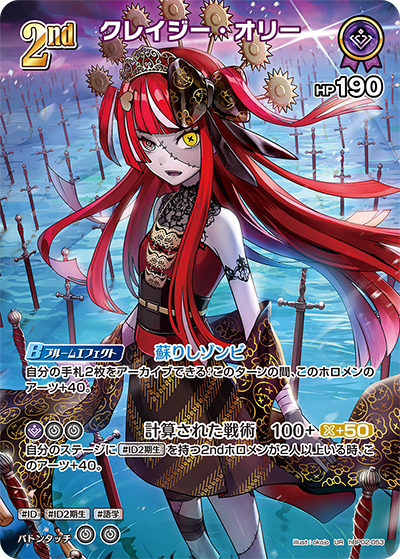 2nd
クレイジー・オリー
HP190
Bブルームエフェクト 蘇りしゾンビ
自分の手札2枚をアーカイブできる:このターンの間、このホロメンの
アーツ+40。
計算された戦術 100+ +50
自分のステージに #ID2期生 を持つ2ndホロメンが2人以上いる時、こ
のアーツ+40。
#ID #ID2期生 #語学
バトンタッチ
illust:okojo UR hBP02-053